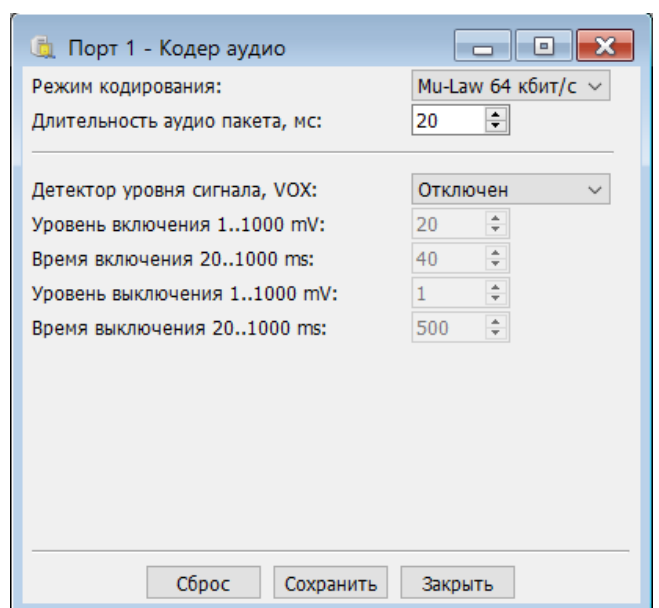 Порт 1 - Кодер аудио
Режим кодирования: Mu-Law 64 кбит/с
Длительность аудио пакета, мс: 20
Детектор уровня сигнала, VOX: Отключен
Уровень включения 1..1000 mV: 20
Время включения 20..1000 ms: 40
Уровень выключения 1..1000 mV: 1
Время выключения 20..1000 ms: 500
Сброс Сохранить Закрыть